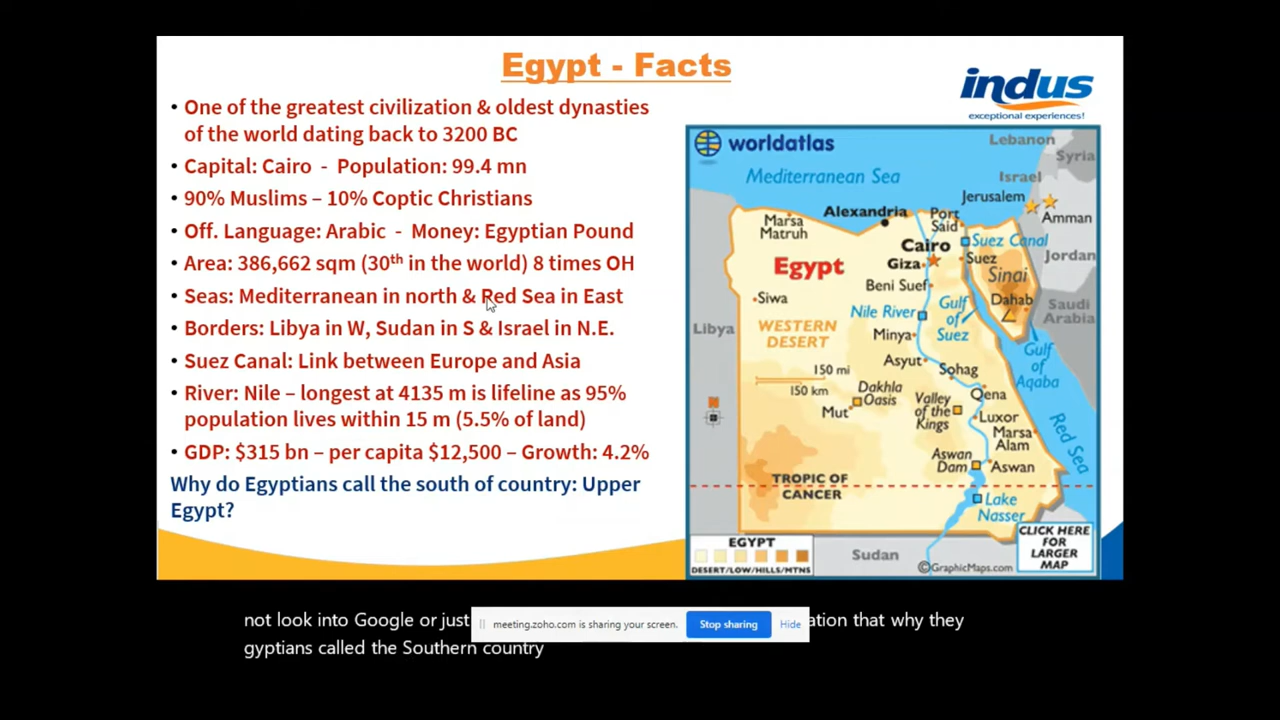 Egypt - Facts
• One of the greatest civilization & oldest dynasties
of the world dating back to 3200 BC
• Capital: Cairo - Population: 99.4 mn
• 90% Muslims – 10% Coptic Christians
• Off. Language: Arabic - Money: Egyptian Pound
• Area: 386,662 sqm (30th in the world) 8 times OH
• Seas: Mediterranean in north & Red Sea in East
• Borders: Libya in W, Sudan in S & Israel in N.E.
• Suez Canal: Link between Europe and Asia
• River: Nile – longest at 4135 m is lifeline as 95%
population lives within 15 m (5.5% of land)
• GDP: $315 bn – per capita $12,500 – Growth: 4.2%
Why do Egyptians call the south of country: Upper
Egypt?
indus
exceptional experiences!
worldatlas
Mediterranean Sea
Lebanon
Syria
Israel
Jerusalem
Amman
Jordan
Saudi
Arabia
Alexandria
Port
Said
Marsa
Matruh
Cairo
Suez Canal
Giza
Suez
Egypt
Sinai
Beni Suef
Siwa
Dahab
Nile River
Gulf
of
Suez
Libya
WESTERN
DESERT
Minya
Gulf
of
Aqaba
Asyut
Sohag
150 mi
150 km
Dakhla
Oasis
Mut
Valley
of the
Kings
Qena
Luxor
Marsa
Alam
Red Sea
Aswan
Dam
Aswan
N
TROPIC OF
CANCER
Lake
Nasser
EGYPT
DESERT/LOW/HILLS/MTNS
Sudan
©GraphicMaps.com
CLICK HERE
FOR
LARGER
MAP
not look into Google or just
ation that why they
gyptians called the Southern country
meeting.zoho.com is sharing your screen.
Stop sharing
Hide